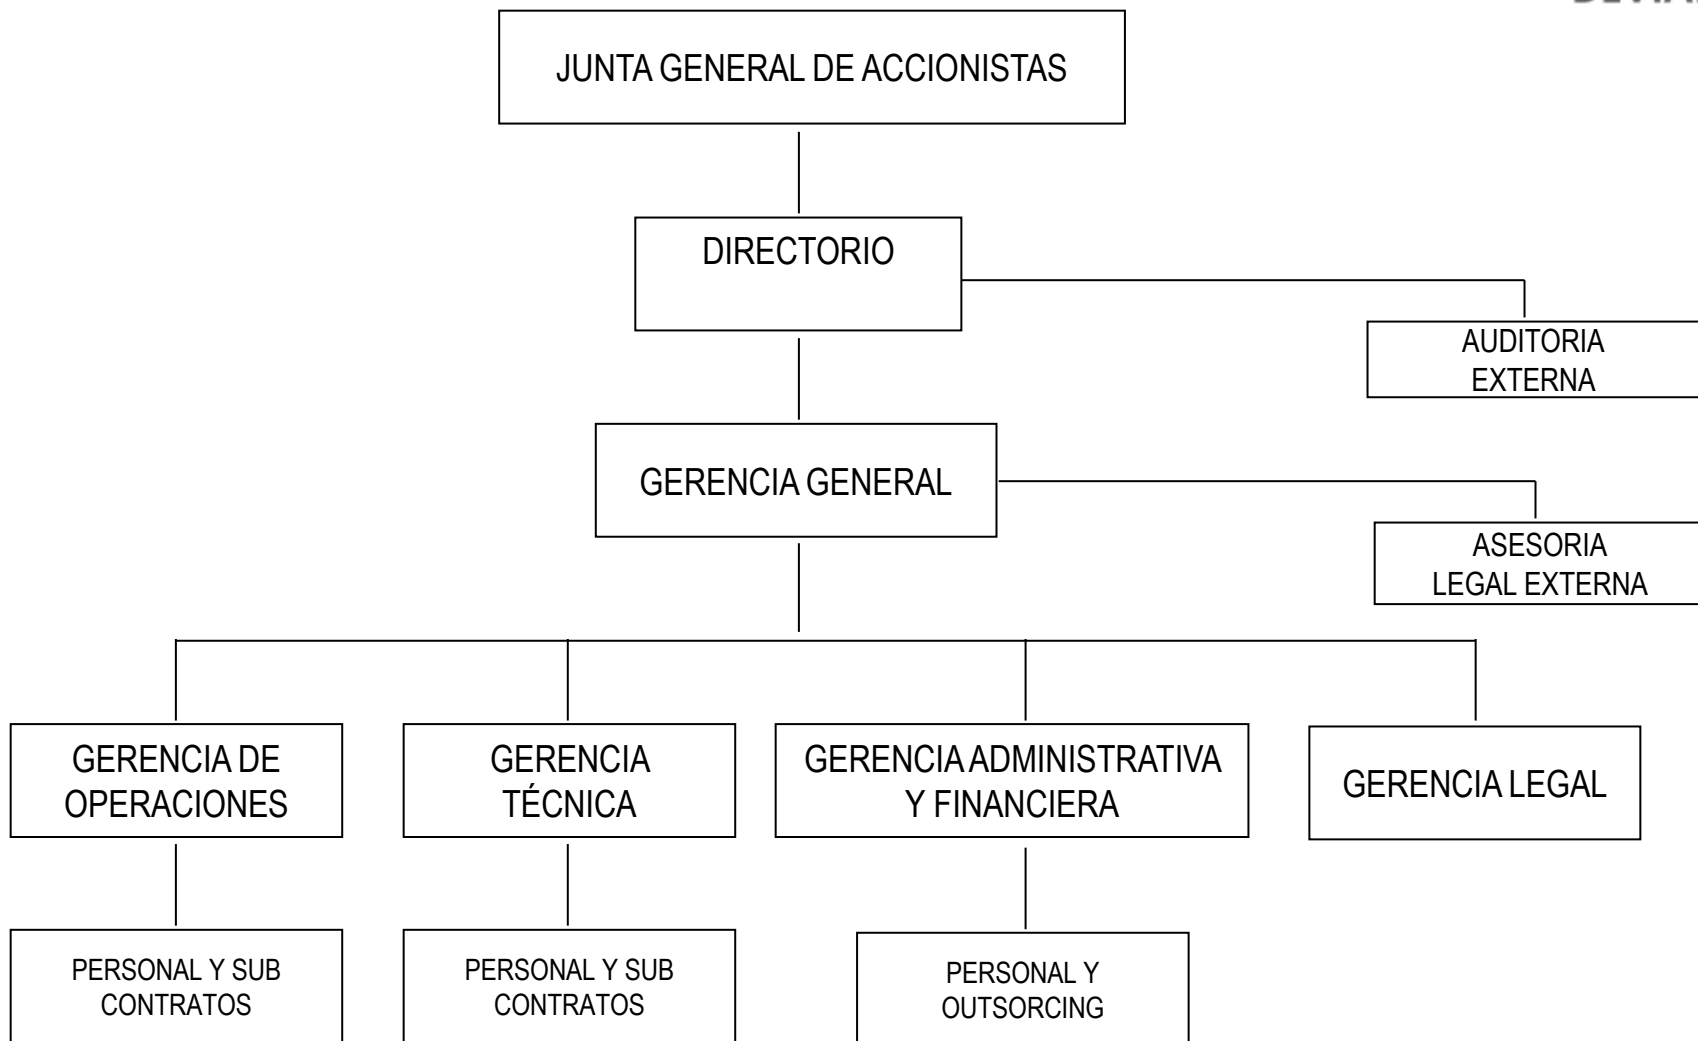 JUNTA GENERAL DE ACCIONISTAS
DIRECTORIO
AUDITORIA
EXTERNA
GERENCIA GENERAL
ASESORIA
LEGAL EXTERNA
GERENCIA DE
OPERACIONES
GERENCIA
TÉCNICA
GERENCIA ADMINISTRATIVA
Y FINANCIERA
GERENCIA LEGAL
PERSONAL Y SUB
CONTRATOS
PERSONAL Y SUB
CONTRATOS
PERSONAL Y
OUTSORCING